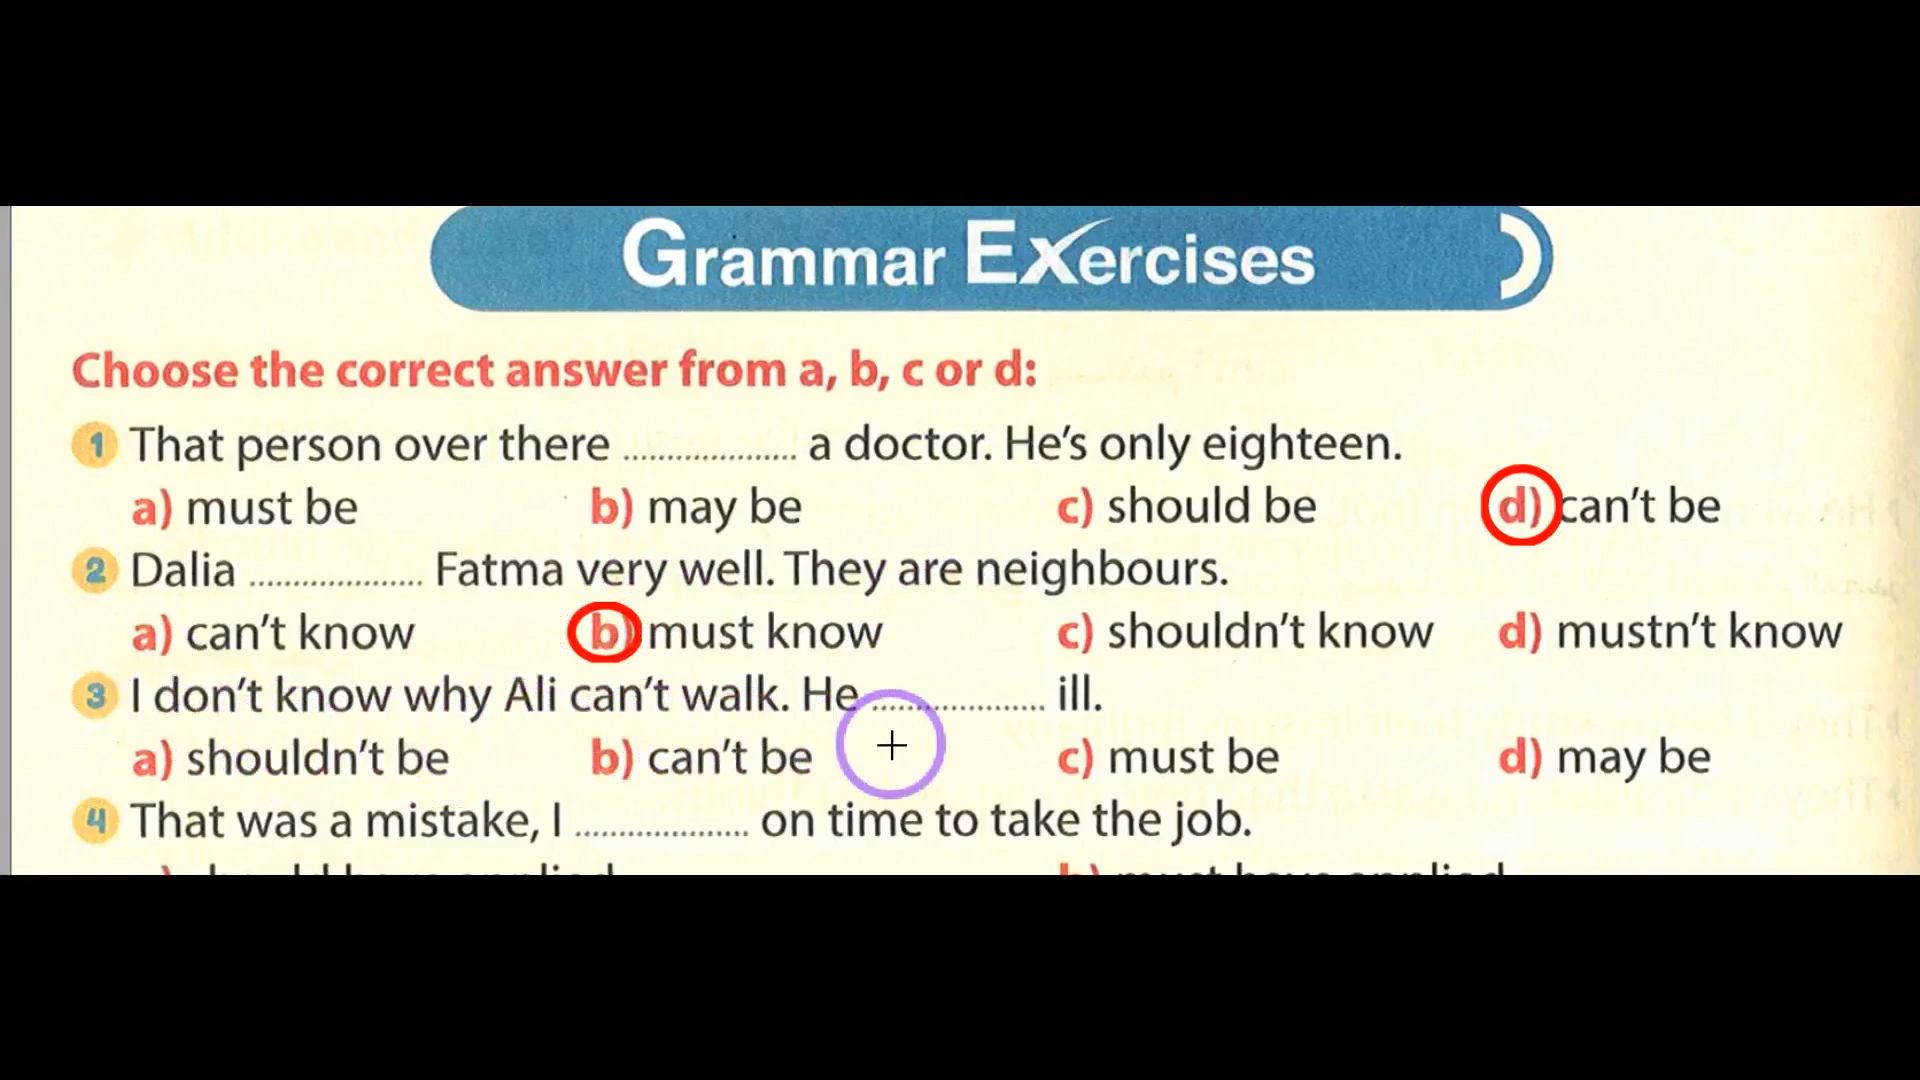 Grammar Exercises
Choose the correct answer from a, b, c or d:
1 That person over there .................... a doctor. He's only eighteen.
a) must be b) may be c) should be d) can't be
2 Dalia .................... Fatma very well. They are neighbours.
a) can't know b) must know c) shouldn't know d) mustn't know
3 I don't know why Ali can't walk. He .................... ill.
a) shouldn't be b) can't be c) must be d) may be
4 That was a mistake, I .................... on time to take the job.